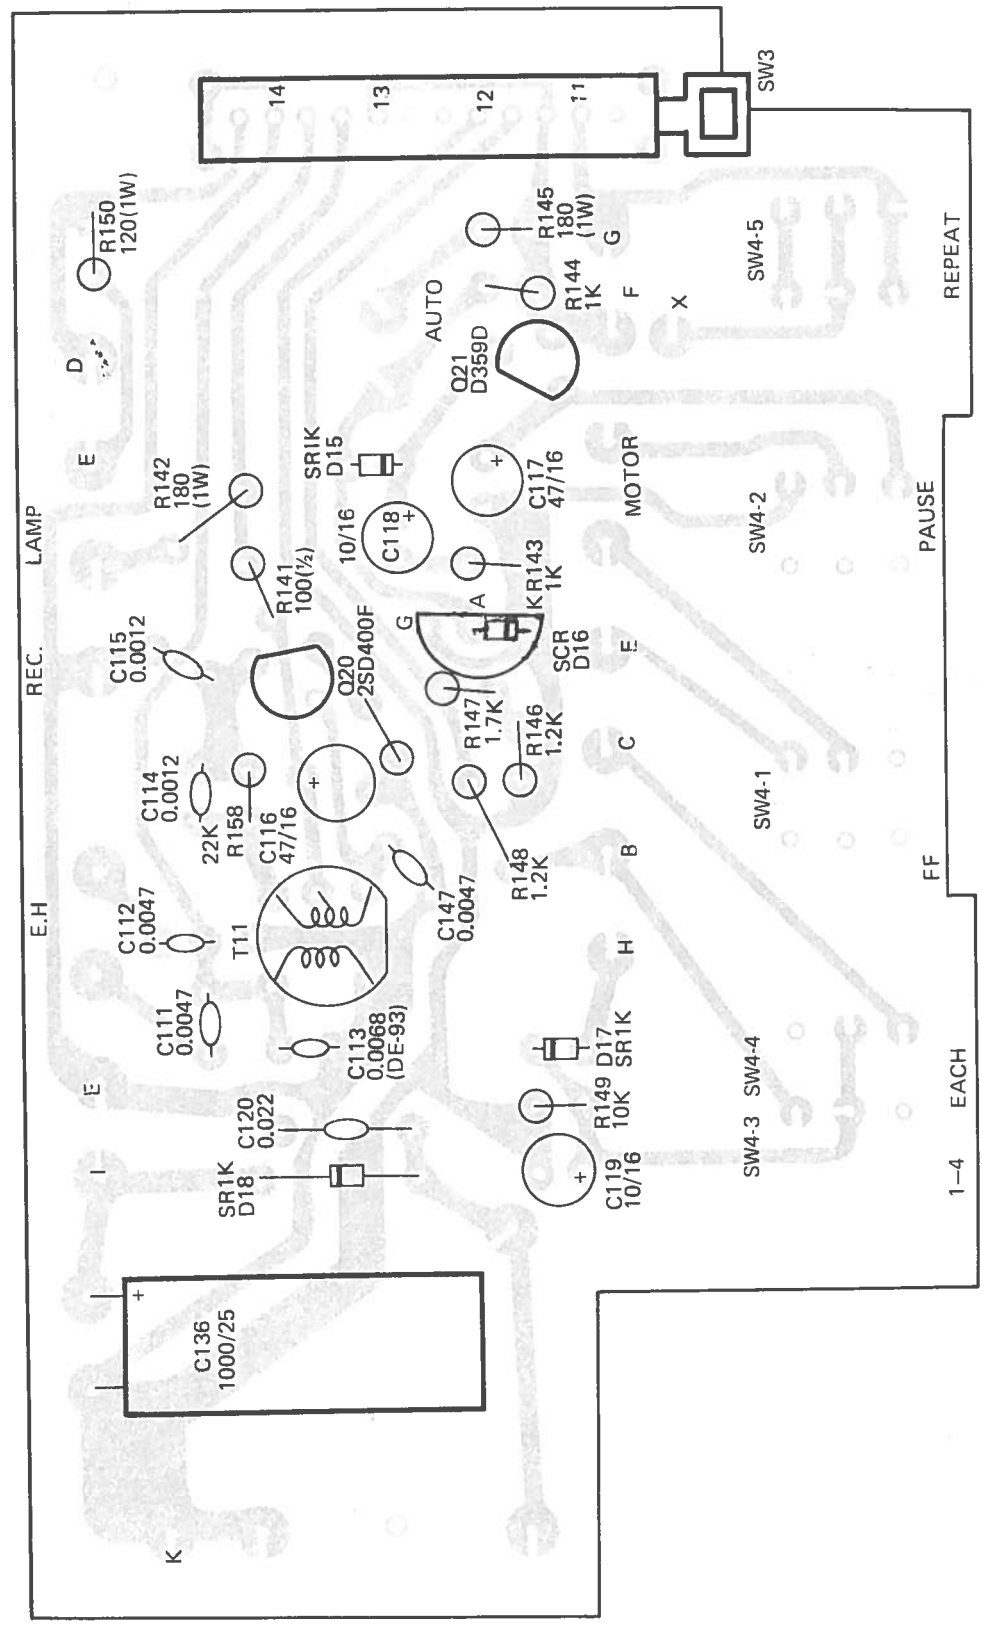 K
C136
1000/25
+
I
E
E.H
REC.
LAMP
E
D
R150
120(1W)
SR1K
D18
C120
0.022
C111
0.0047
C112
0.0047
C113
0.0068
(DE-93)
T11
C114
0.0012
22K
R158
C115
0.0012
C116
47/16
+
Q20
2SD400F
R141
100(½)
R142
180
(1W)
SR1K
D15
10/16
C118
+
C117
47/16
+
R143
1K
G
A
K
SCR
D16
R147
1.7K
R146
1.2K
R148
1.2K
C147
0.0047
C119
10/16
+
R149
10K
D17
SR1K
H
B
C
E
MOTOR
AUTO
Q21
D359D
R144
1K
R145
180
(1W)
G
F
X
14
13
12
11
SW3
SW4-3
SW4-4
SW4-1
SW4-2
SW4-5
1–4
EACH
FF
PAUSE
REPEAT